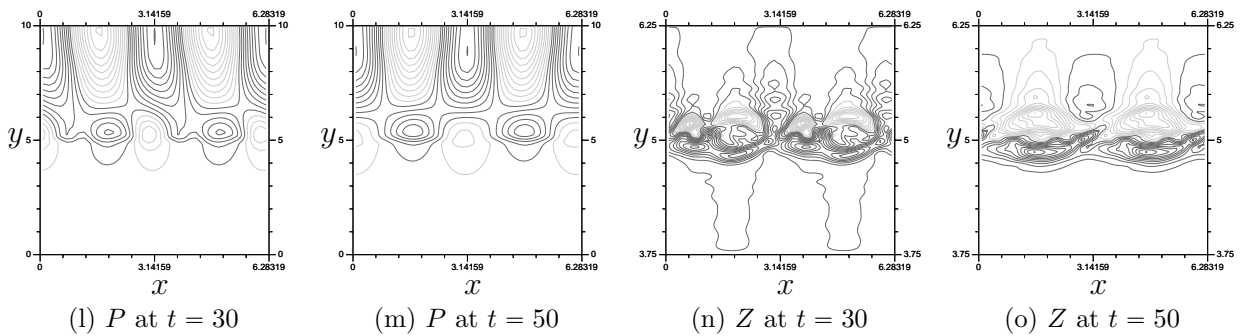 0 3.14159 6.28319 0 3.14159 6.28319 0 3.14159 6.28319 0 3.14159 6.28319
10 10 10 10 6.25 6.25 6.25 6.25
y 5 5 y 5 5 y 5 5 y 5 5
0 0 0 0 3.75 3.75 3.75 3.75
0 3.14159 6.28319 0 3.14159 6.28319 0 3.14159 6.28319 0 3.14159 6.28319
x x x x
(l) P at t = 30 (m) P at t = 50 (n) Z at t = 30 (o) Z at t = 50